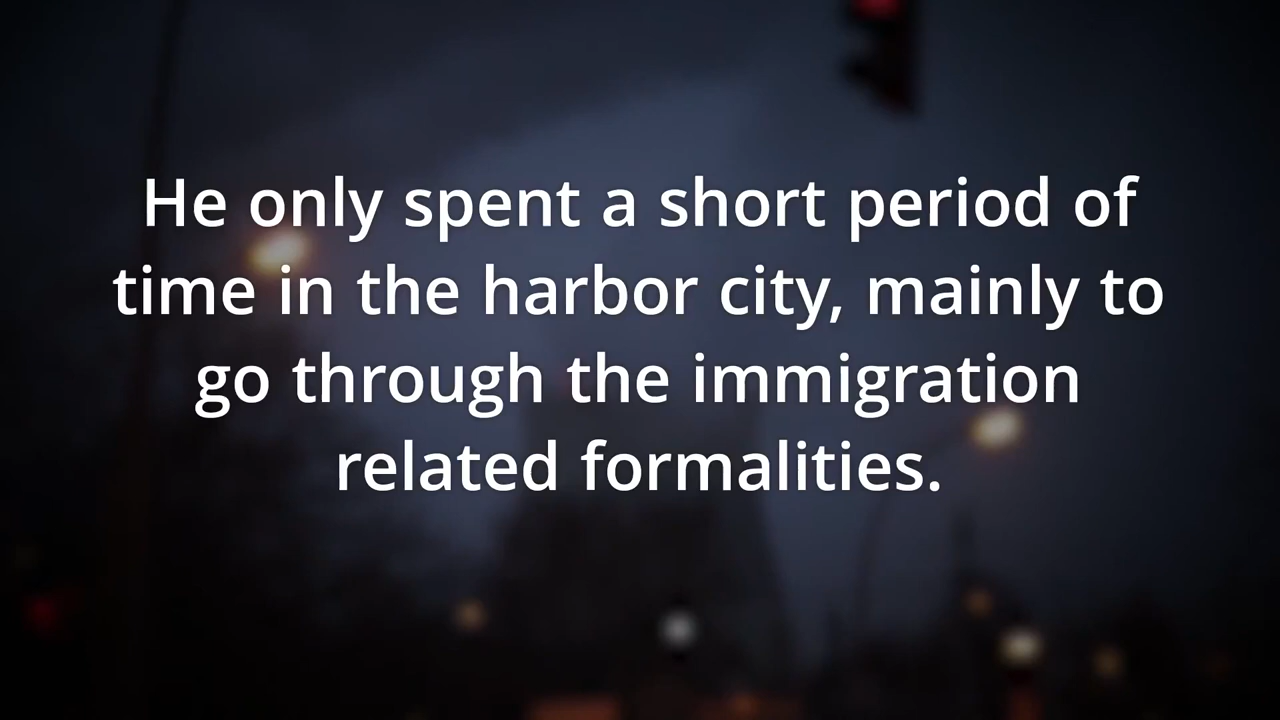 He only spent a short period of
time in the harbor city, mainly to
go through the immigration
related formalities.